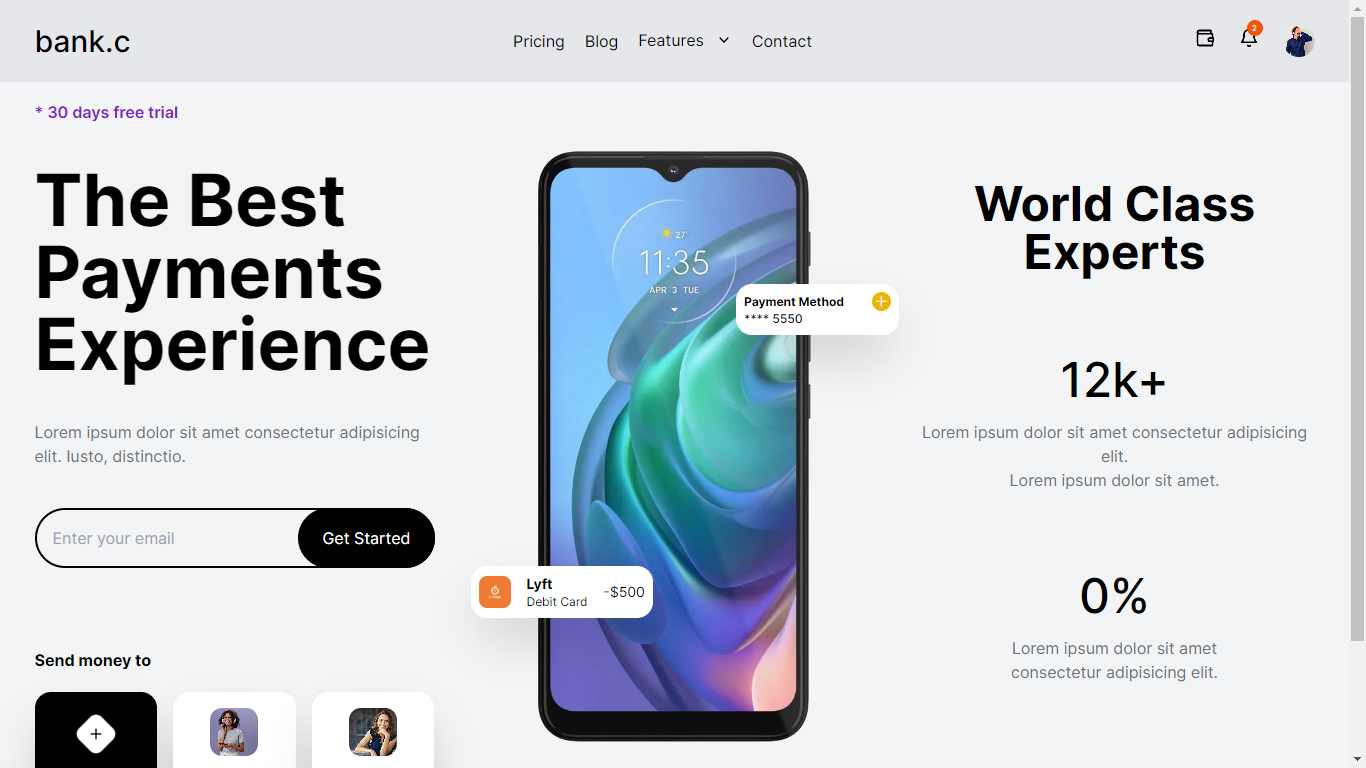 bank.c
Pricing
Blog
Features
Contact
2
* 30 days free trial
The Best
Payments
Experience
Lorem ipsum dolor sit amet consectetur adipisicing
elit. Iusto, distinctio.
Enter your email
Get Started
Send money to
+
27°
11:35
APR 3 TUE
Payment Method
**** 5550
Lyft
Debit Card
-$500
World Class
Experts
12k+
Lorem ipsum dolor sit amet consectetur adipisicing
elit.
Lorem ipsum dolor sit amet.
0%
Lorem ipsum dolor sit amet
consectetur adipisicing elit.